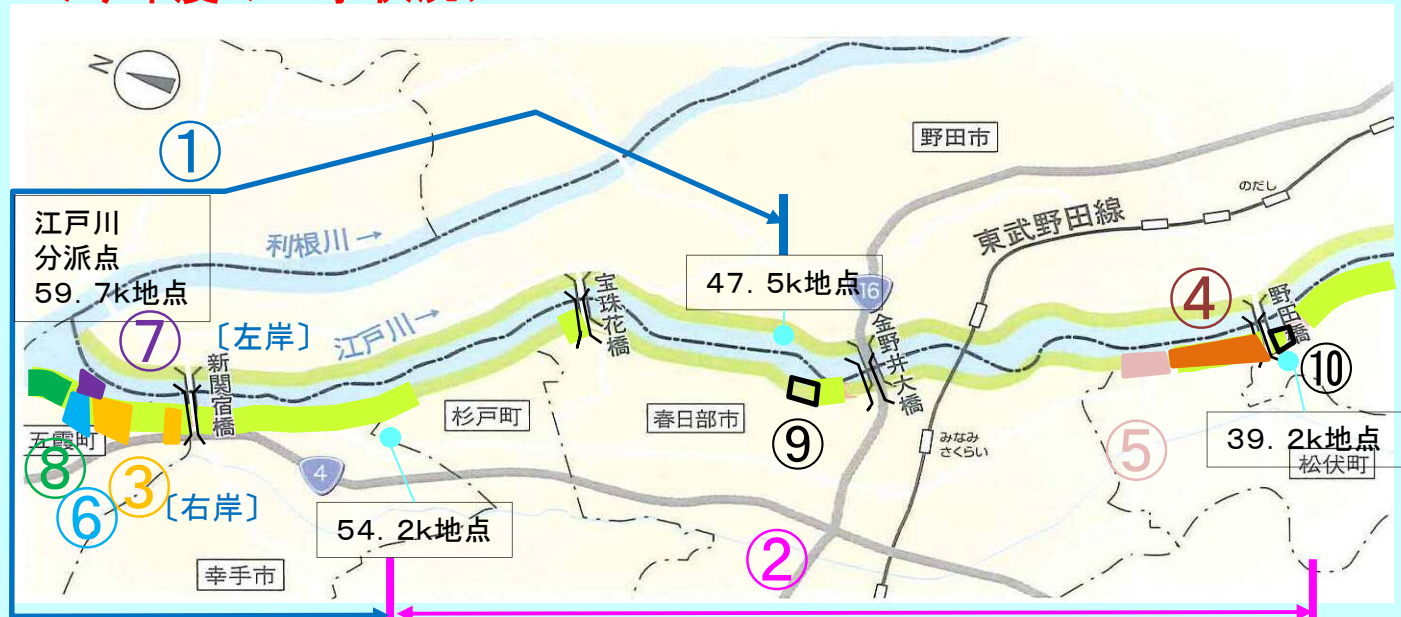 N
①
野田市
のだし
東武野田線
江戸川
分派点
59.7k地点
利根川→
47.5k地点
16
宝珠花橋
④
野田橋
⑦
〔左岸〕
江戸川→
新関宿橋
金野井大橋
⑩
杉戸町
春日部市
五霞町
⑨
みなみ
さくらい
⑤
39.2k地点
松伏町
⑧
③
4
⑥
〔右岸〕
54.2k地点
②
幸手市